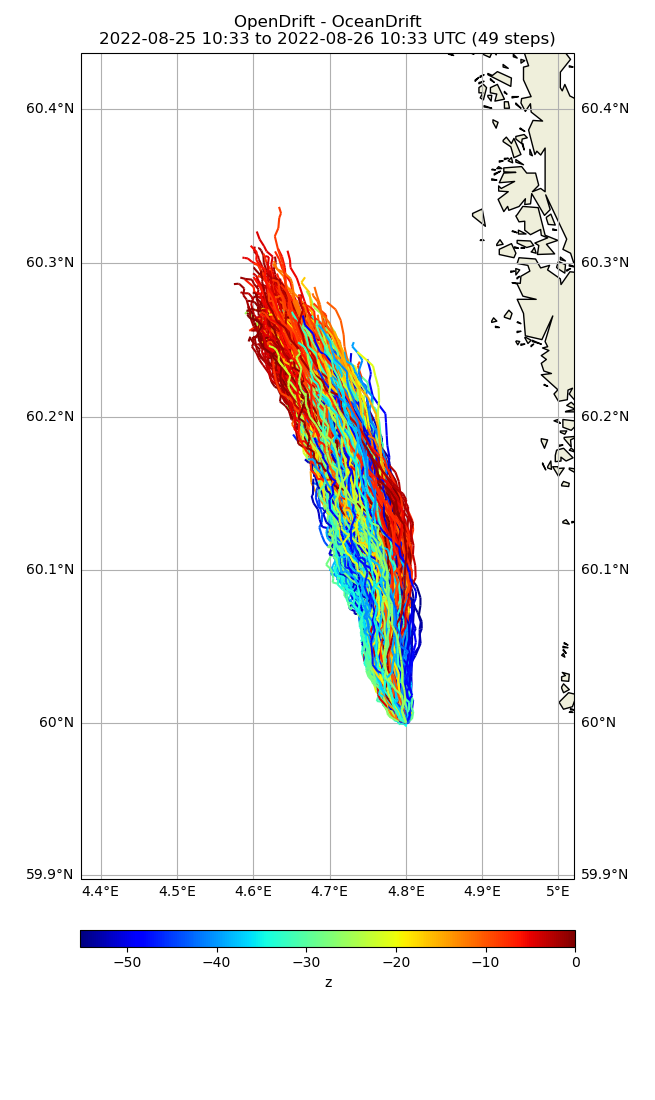 OpenDrift - OceanDrift
2022-08-25 10:33 to 2022-08-26 10:33 UTC (49 steps)
60.4°N 60.4°N
60.3°N 60.3°N
60.2°N 60.2°N
60.1°N 60.1°N
60°N 60°N
59.9°N 59.9°N
4.4°E 4.5°E 4.6°E 4.7°E 4.8°E 4.9°E 5°E
−50 −40 −30 −20 −10 0
z